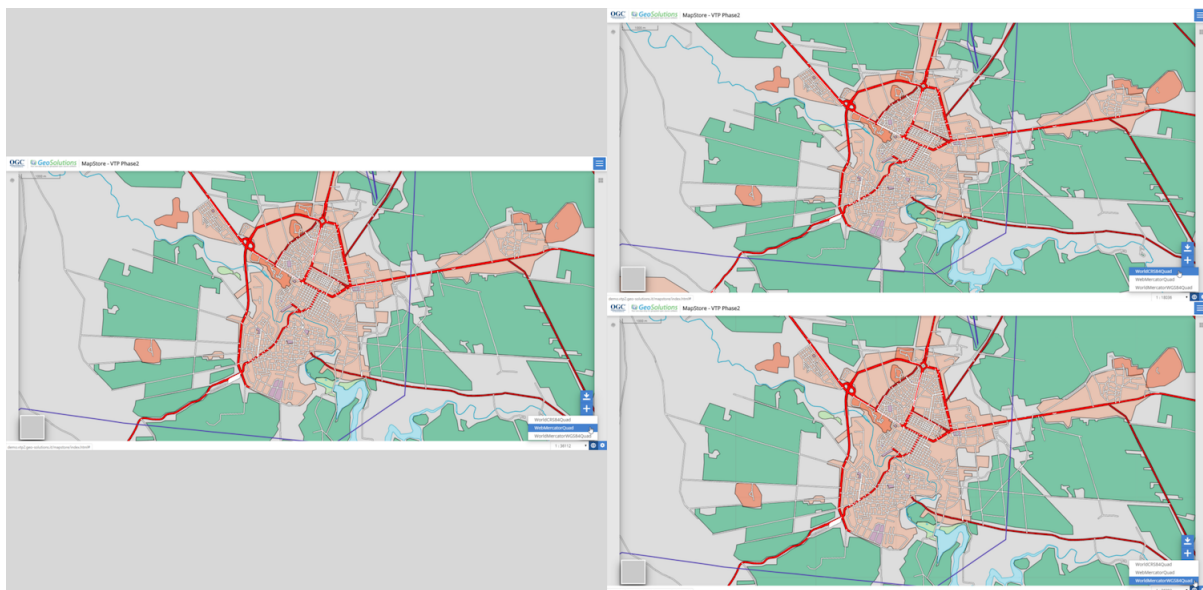 OGC GeoSolutions MapStore - VTP Phase2
WorldCRS84Quad
WebMercatorQuad
WorldMercatorWGS84Quad
OGC GeoSolutions MapStore - VTP Phase2
WorldCRS84Quad
WebMercatorQuad
WorldMercatorWGS84Quad
OGC GeoSolutions MapStore - VTP Phase2
WorldCRS84Quad
WebMercatorQuad
WorldMercatorWGS84Quad